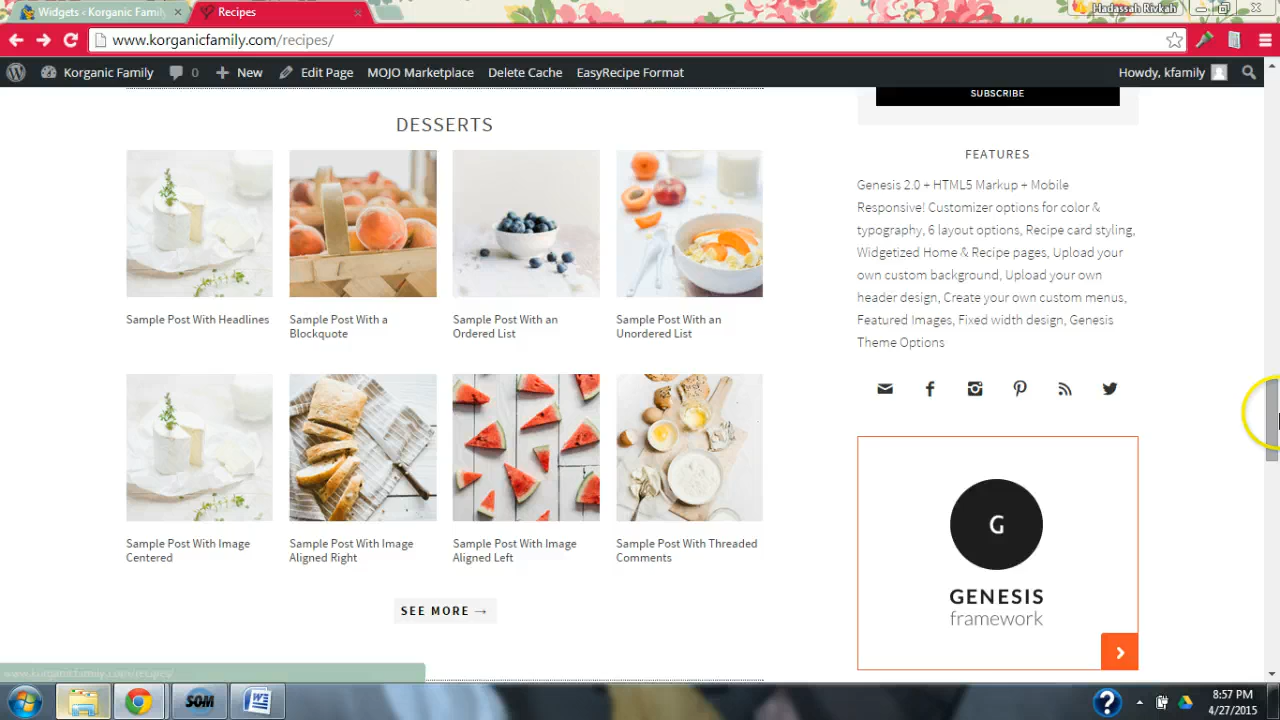 Widgets ‹ Korganic Family
Recipes
Hadassah Rivkah
www.korganicfamily.com/recipes/
Korganic Family
0
New
Edit Page
MOJO Marketplace
Delete Cache
EasyRecipe Format
Howdy, kfamily
DESSERTS
Sample Post With Headlines
Sample Post With a
Blockquote
Sample Post With an
Ordered List
Sample Post With an
Unordered List
Sample Post With Image
Centered
Sample Post With Image
Aligned Right
Sample Post With Image
Aligned Left
Sample Post With Threaded
Comments
SEE MORE →
SUBSCRIBE
FEATURES
Genesis 2.0 + HTML5 Markup + Mobile
Responsive! Customizer options for color &
typography, 6 layout options, Recipe card styling,
Widgetized Home & Recipe pages, Upload your
own custom background, Upload your own
header design, Create your own custom menus,
Featured Images, Fixed width design, Genesis
Theme Options
G
GENESIS
framework
www.korganicfamily.com/recipes/
SOM
W
?
8:57 PM
4/27/2015